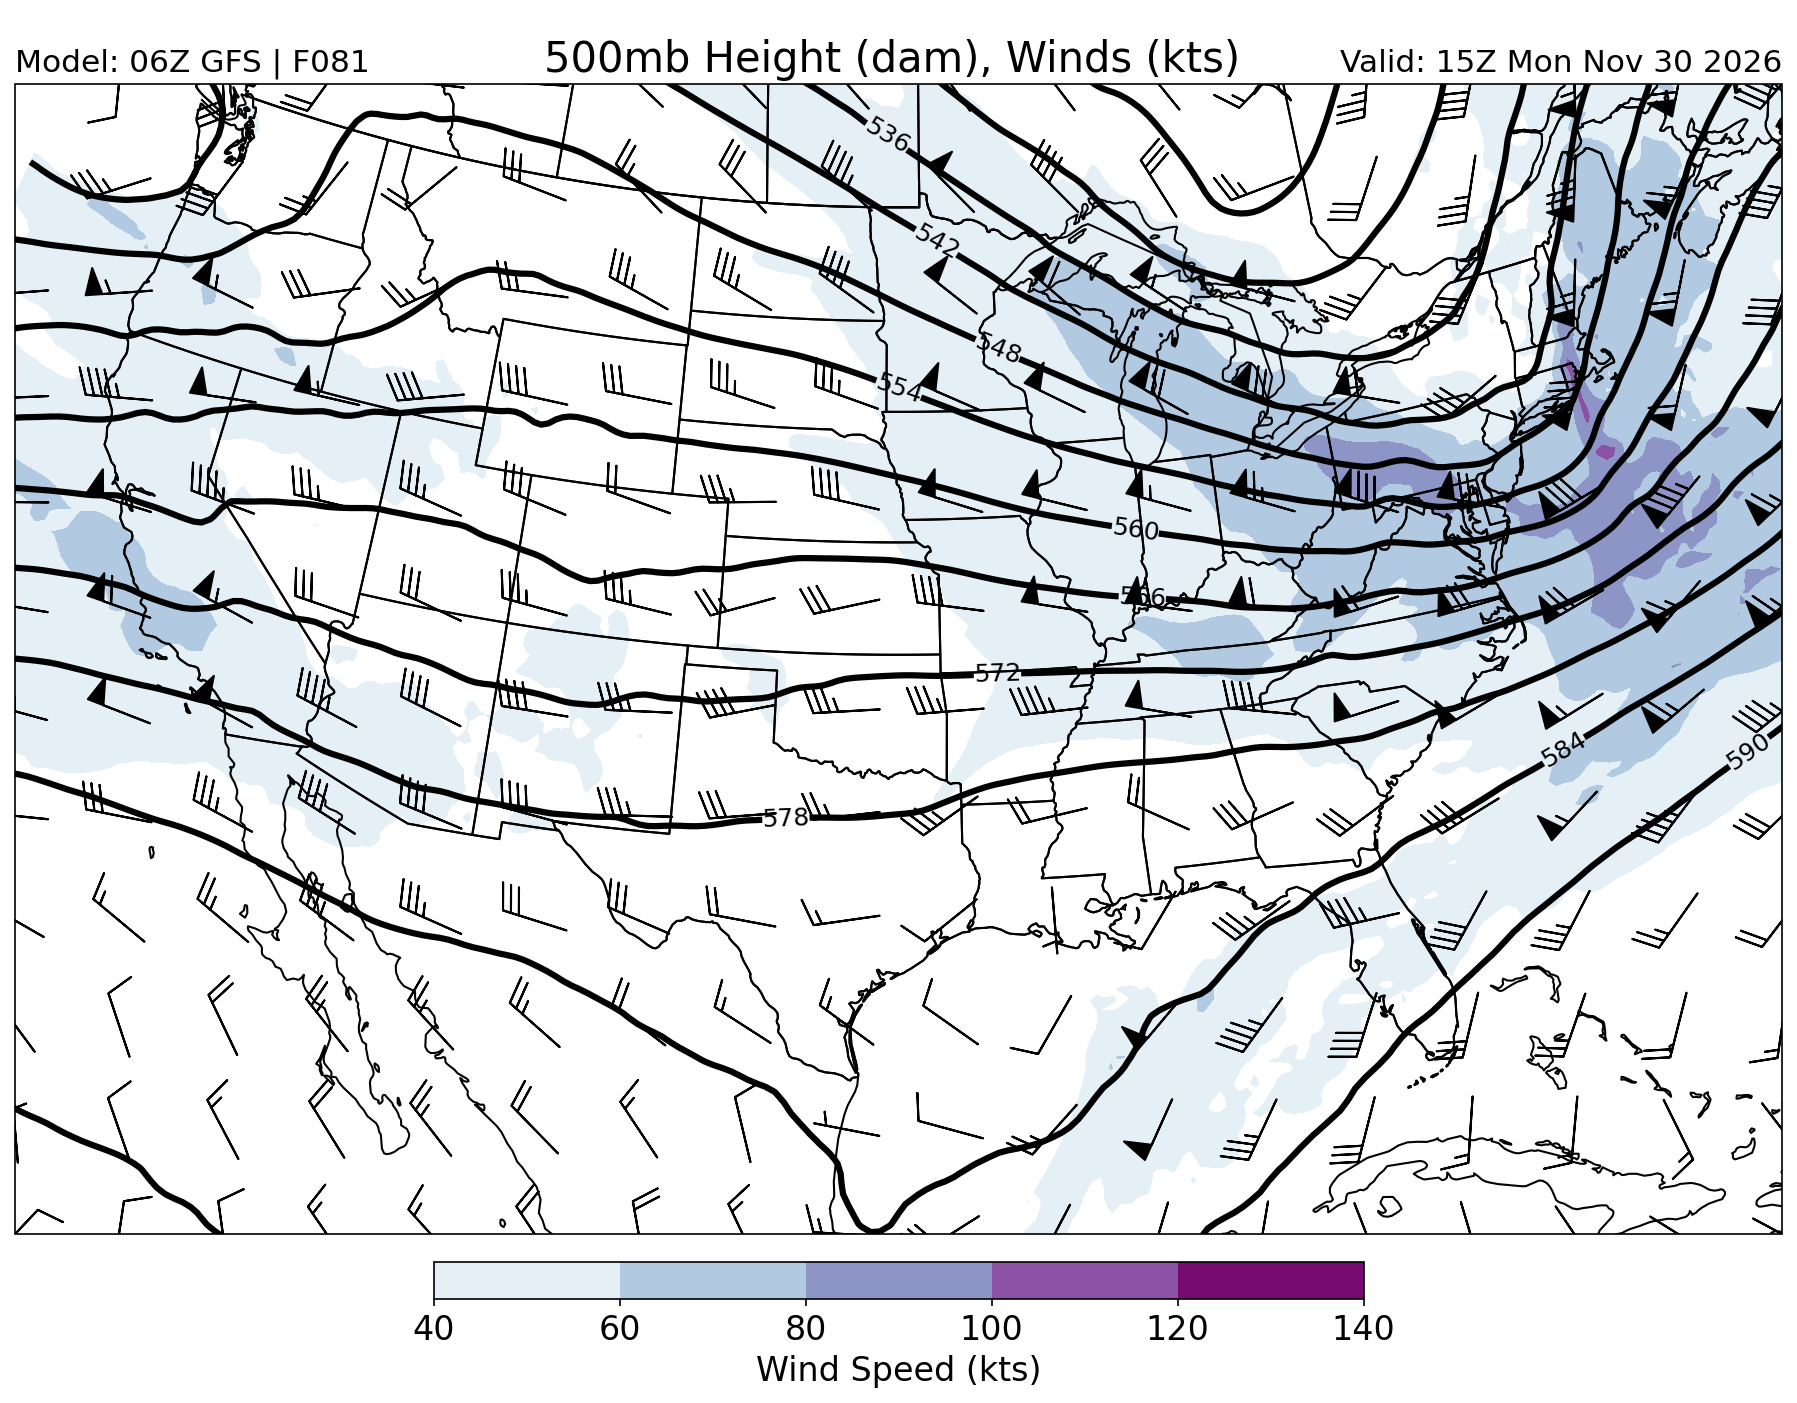 Model: 06Z GFS | F081
500mb Height (dam), Winds (kts)
Valid: 15Z Mon Nov 30 2026
536
542
548
554
560
566
572
578
584
590
40 60 80 100 120 140
Wind Speed (kts)